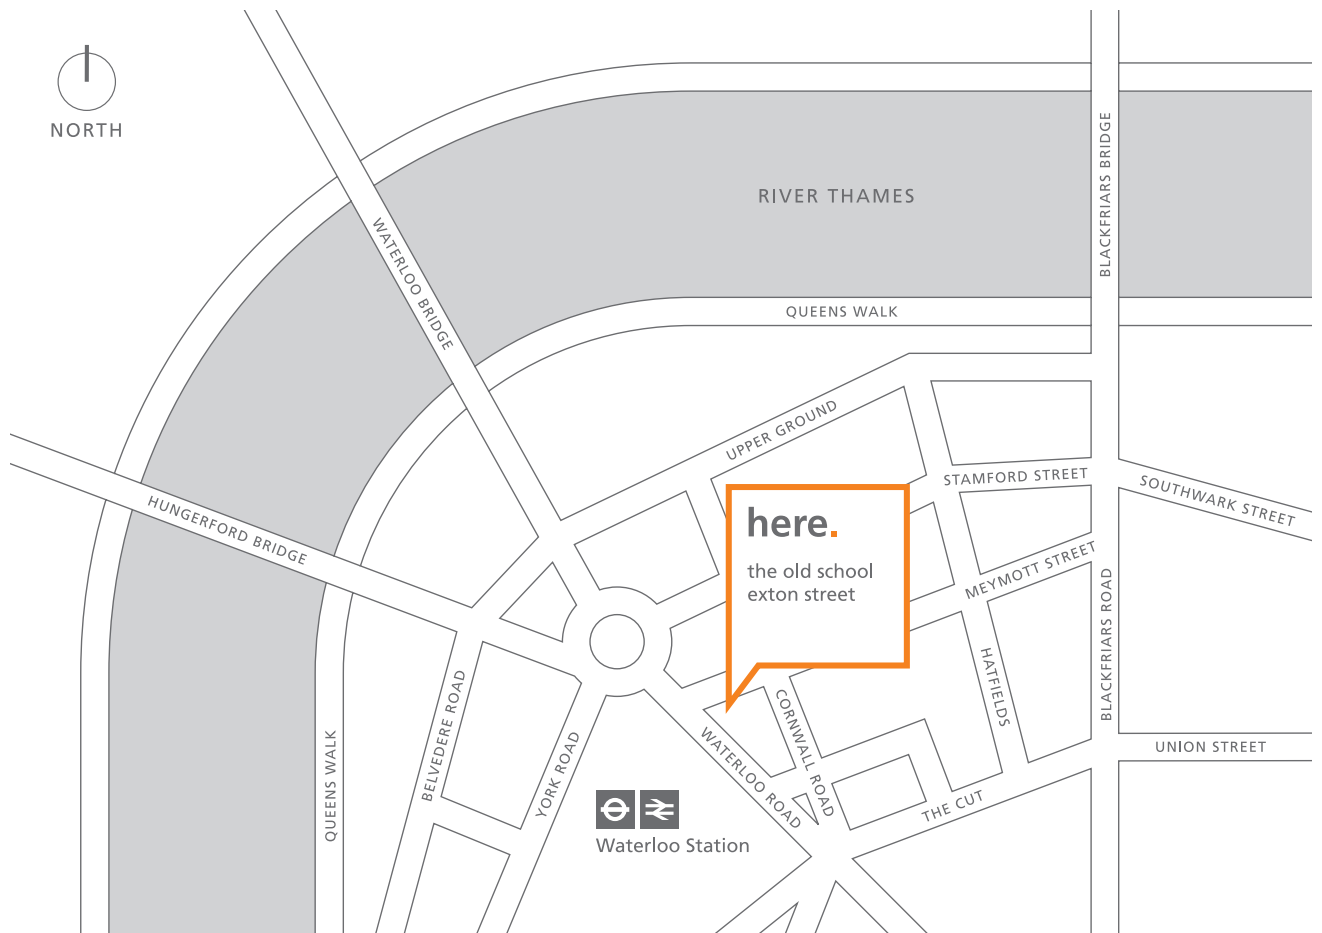 NORTH
RIVER THAMES
BLACKFRIARS BRIDGE
WATERLOO BRIDGE
QUEENS WALK
UPPER GROUND
STAMFORD STREET
SOUTHWARK STREET
HUNGERFORD BRIDGE
here.
the old school
exton street
MEYMOTT STREET
BLACKFRIARS ROAD
HATFIELDS
BELVEDERE ROAD
CORNWALL ROAD
QUEENS WALK
YORK ROAD
WATERLOO ROAD
UNION STREET
THE CUT
Waterloo Station